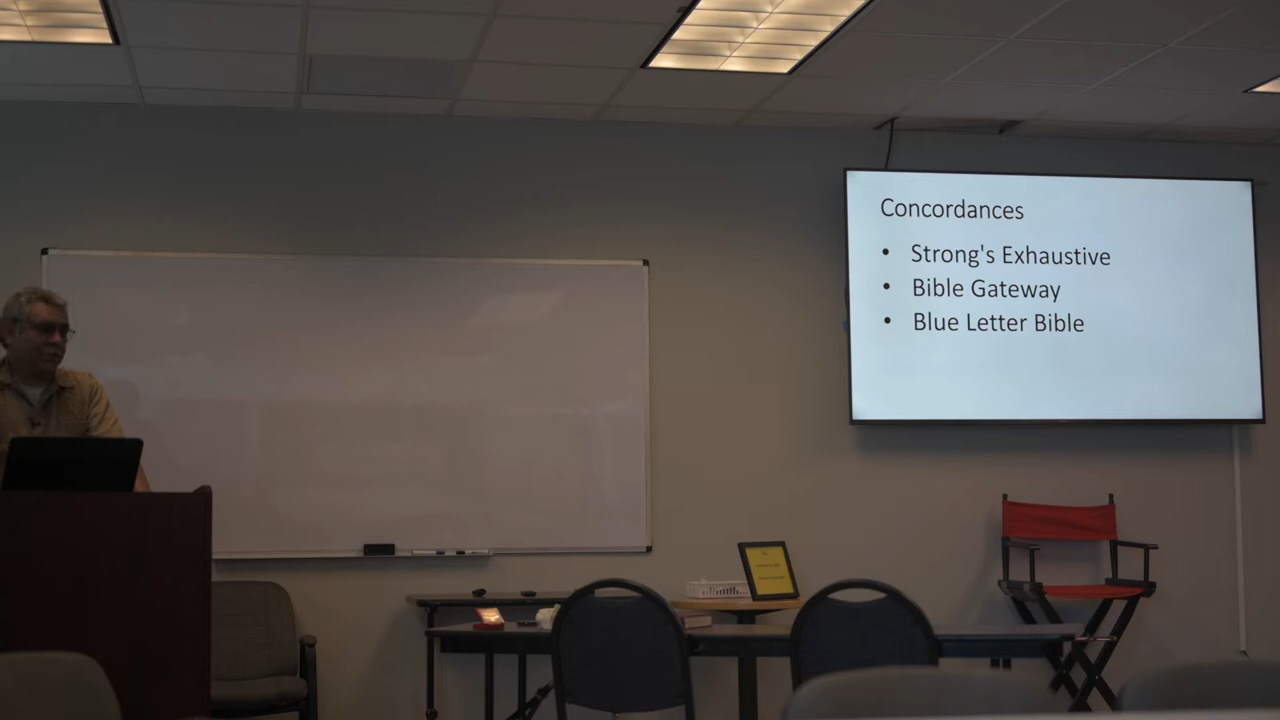 Concordances
• Strong's Exhaustive
• Bible Gateway
• Blue Letter Bible